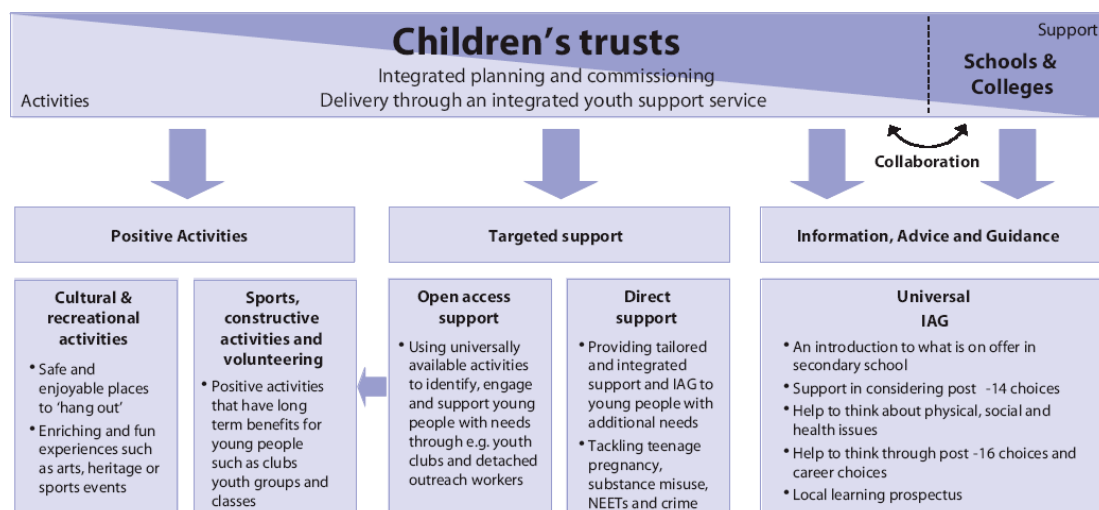 Children's trusts
Integrated planning and commissioning
Delivery through an integrated youth support service
Activities
Support
Schools &
Colleges
Collaboration
Positive Activities
Targeted support
Information, Advice and Guidance
Cultural &
recreational
activities
• Safe and
enjoyable places
to ‘hang out’
• Enriching and fun
experiences such
as arts, heritage or
sports events
Sports,
constructive
activities and
volunteering
• Positive activities
that have long
term benefits for
young people
such as clubs
youth groups and
classes
Open access
support
• Using universally
available activities
to identify, engage
and support young
people with needs
through e.g. youth
clubs and detached
outreach workers
Direct
support
• Providing tailored
and integrated
support and IAG to
young people with
additional needs
• Tackling teenage
pregnancy,
substance misuse,
NEETs and crime
Universal
IAG
• An introduction to what is on offer in
secondary school
• Support in considering post -14 choices
• Help to think about physical, social and
health issues
• Help to think through post -16 choices and
career choices
• Local learning prospectus